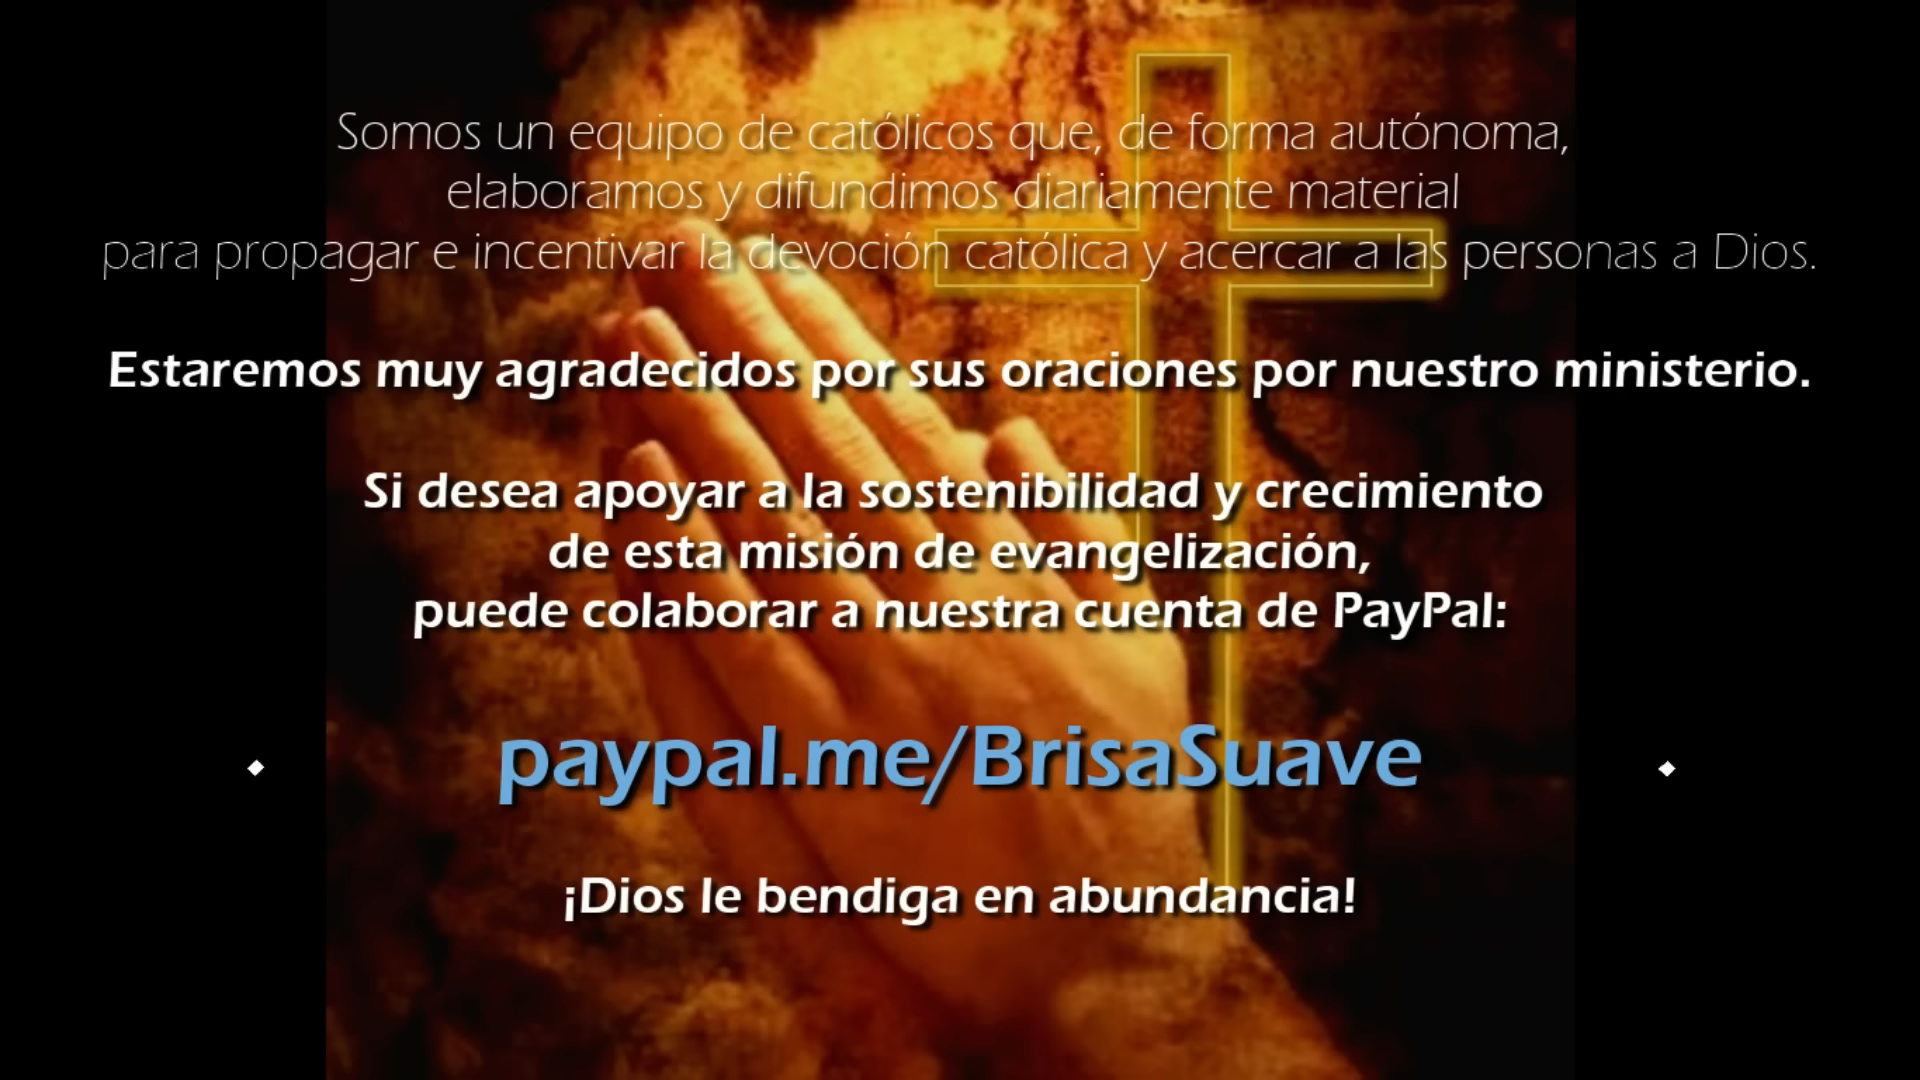 Somos un equipo de católicos que, de forma autónoma,
elaboramos y difundimos diariamente material
para propagar e incentivar la devoción católica y acercar a las personas a Dios.
Estaremos muy agradecidos por sus oraciones por nuestro ministerio.
Si desea apoyar a la sostenibilidad y crecimiento
de esta misión de evangelización,
puede colaborar a nuestra cuenta de PayPal:
paypal.me/BrisaSuave
¡Dios le bendiga en abundancia!